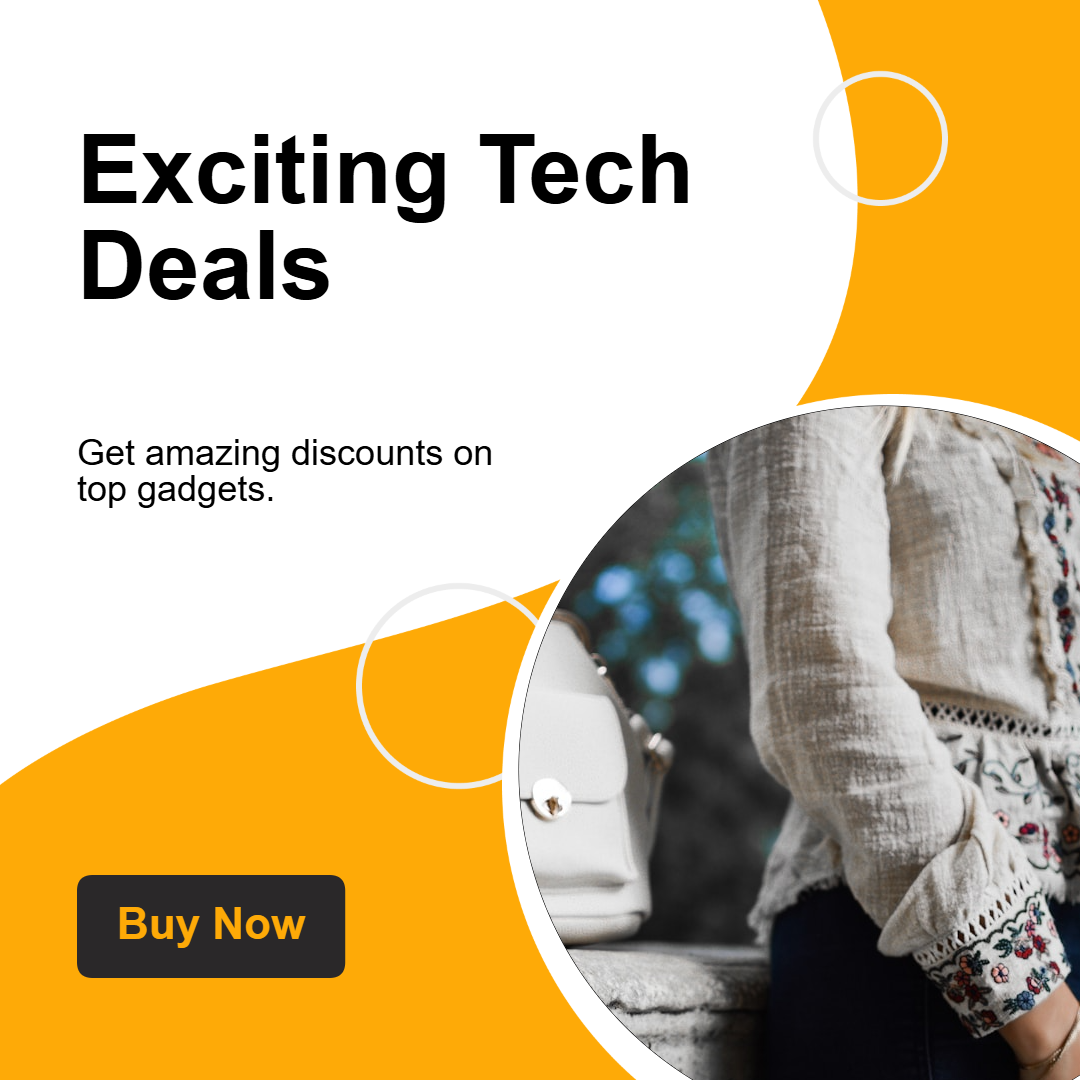 Exciting Tech
Deals
Get amazing discounts on
top gadgets.
Buy Now